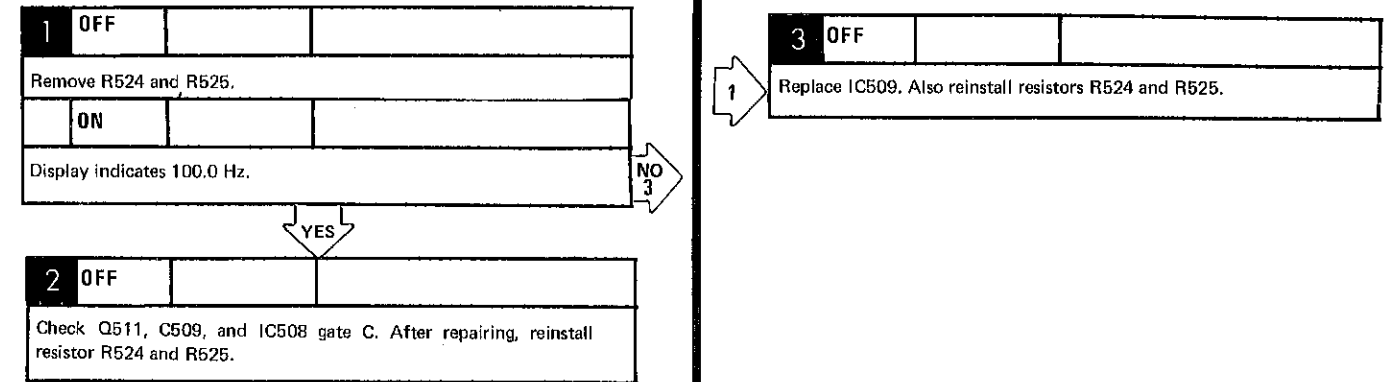 1 OFF
Remove R524 and R525.
ON
Display indicates 100.0 Hz.
NO
3
YES
2 OFF
Check Q511, C509, and IC508 gate C. After repairing, reinstall
resistor R524 and R525.
3 OFF
1
Replace IC509. Also reinstall resistors R524 and R525.